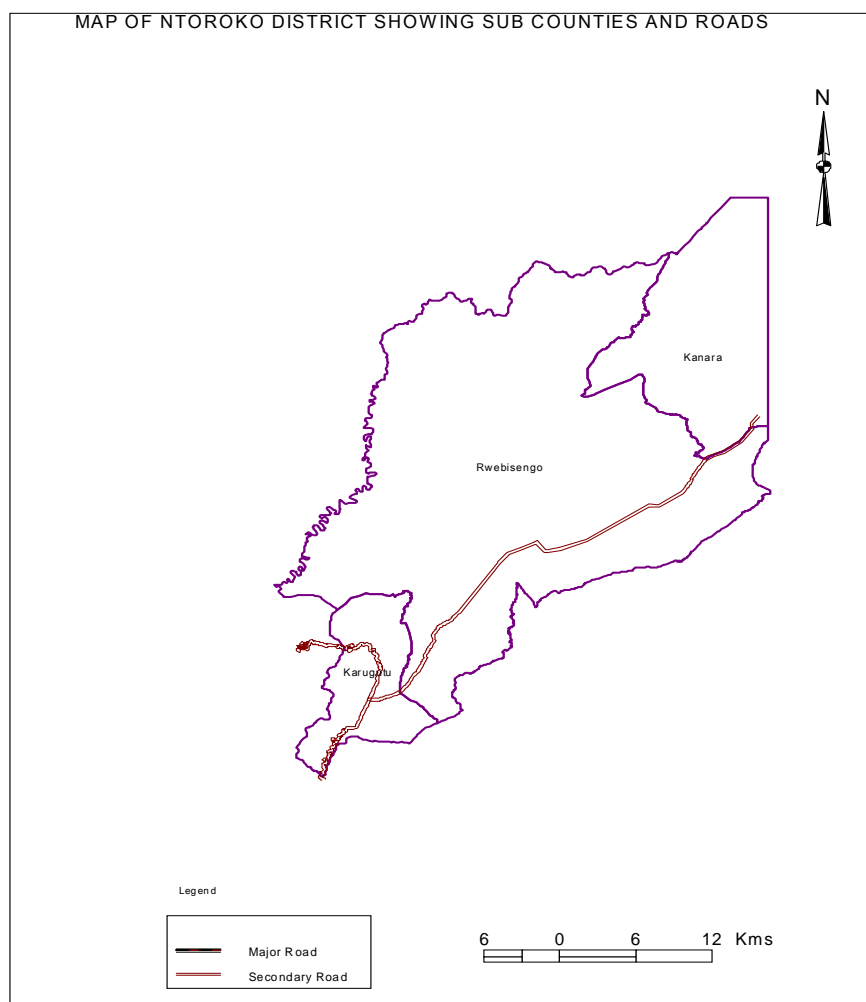 MAP OF NTOROKO DISTRICT SHOWING SUB COUNTIES AND ROADS
N
Kanara
Rwebisengo
Karugutu
Legend
Major Road
Secondary Road
6 0 6 12 Kms